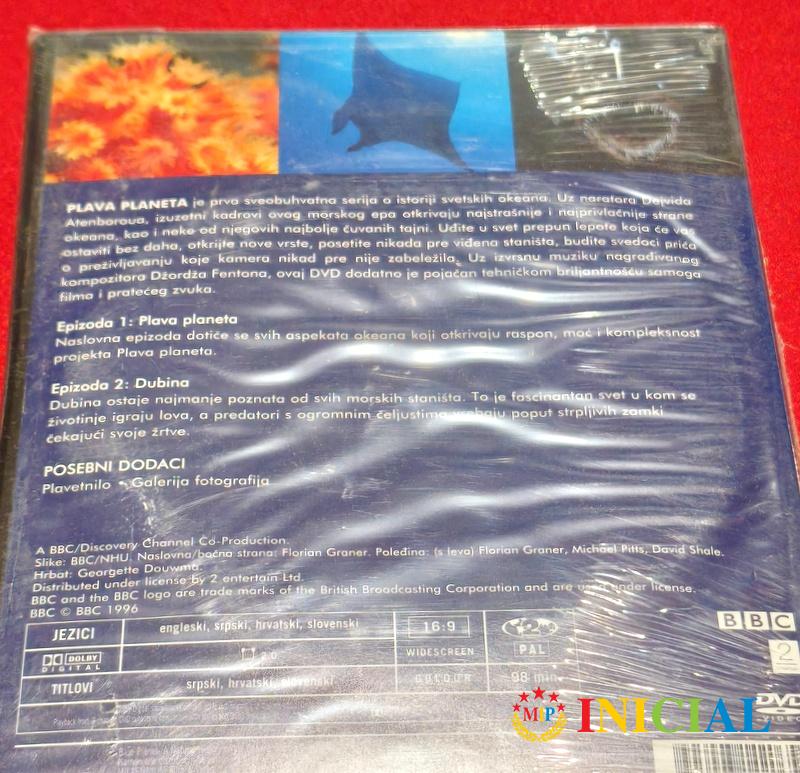 PLAVA PLANETA je prva sveobuhvatna serija o istoriji svetskih okeana. Uz naratora Dejvida
Atenboroua, izuzetni kadrovi ovog morskog epa otkrivaju najstrašnije i najprivlačnije strane
okeana, kao i neke od njegovih najbolje čuvanih tajni. Uđite u svet prepun lepote koja će vas
ostaviti bez daha, otkrijte nove vrste, posetite nikada pre viđena staništa, budite svedoci priča
o preživljavanju koje kamera nikad pre nije zabeležila. Uz izvrsnu muziku nagrađivanog
kompozitora Džordža Fentona, ovaj DVD dodatno je pojačan tehničkom briljantnošću samoga
filma i pratećeg zvuka.
Epizoda 1: Plava planeta
Naslovna epizoda dotiče se svih aspekata okeana koji otkrivaju raspon, moć i kompleksnost
projekta Plava planeta.
Epizoda 2: Dubina
Dubina ostaje najmanje poznata od svih morskih staništa. To je fascinantan svet u kom se
životinje igraju lova, a predatori s ogromnim čeljustima vrebaju poput strpljivih zamki
čekajući svoje žrtve.
POSEBNI DODACI
Plavetnilo • Galerija fotografija
A BBC/Discovery Channel Co-Production.
Slike: BBC/NHU. Naslovna/bočna strana: Florian Graner. Poleđina: (s leva) Florian Graner, Michael Pitts, David Shale.
Hrbat: Georgette Douwma.
Distributed under license by 2 entertain Ltd.
BBC and the BBC logo are trade marks of the British Broadcasting Corporation and are used under license.
BBC © BBC 1996
JEZICI engleski, srpski, hrvatski, slovenski 16:9 2
DOLBY DIGITAL 2.0 WIDESCREEN PAL
TITLOVI srpski, hrvatski, slovenski COLOUR 98 min
BBC
2
DVD
VIDEO
MIP INICIAL